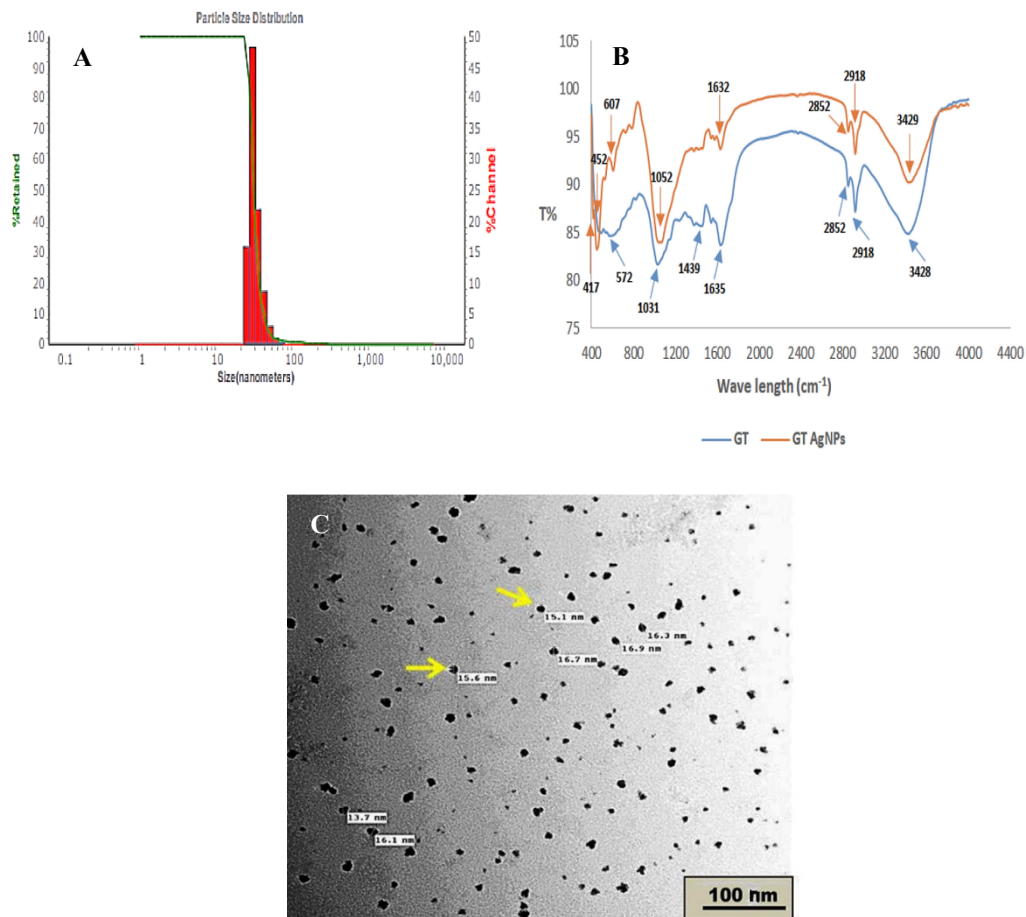 Particle Size Distribution
A
%Retained
100
90
80
70
60
50
40
30
20
10
0
50
45
40
35
30
25
20
15
10
5
0
%Channel
0.1 1 10 100 1,000 10,000
Size(nanometers)
B
105
100
95
90
85
80
75
T%
452
607
1052
1632
2852
2918
3429
417
572
1031
1439
1635
2852
2918
3428
400 800 1200 1600 2000 2400 2800 3200 3600 4000 4400
Wave length (cm⁻¹)
GT GT AgNPs
C
15.1 nm
16.3 nm
16.9 nm
16.7 nm
15.6 nm
13.7 nm
16.1 nm
100 nm